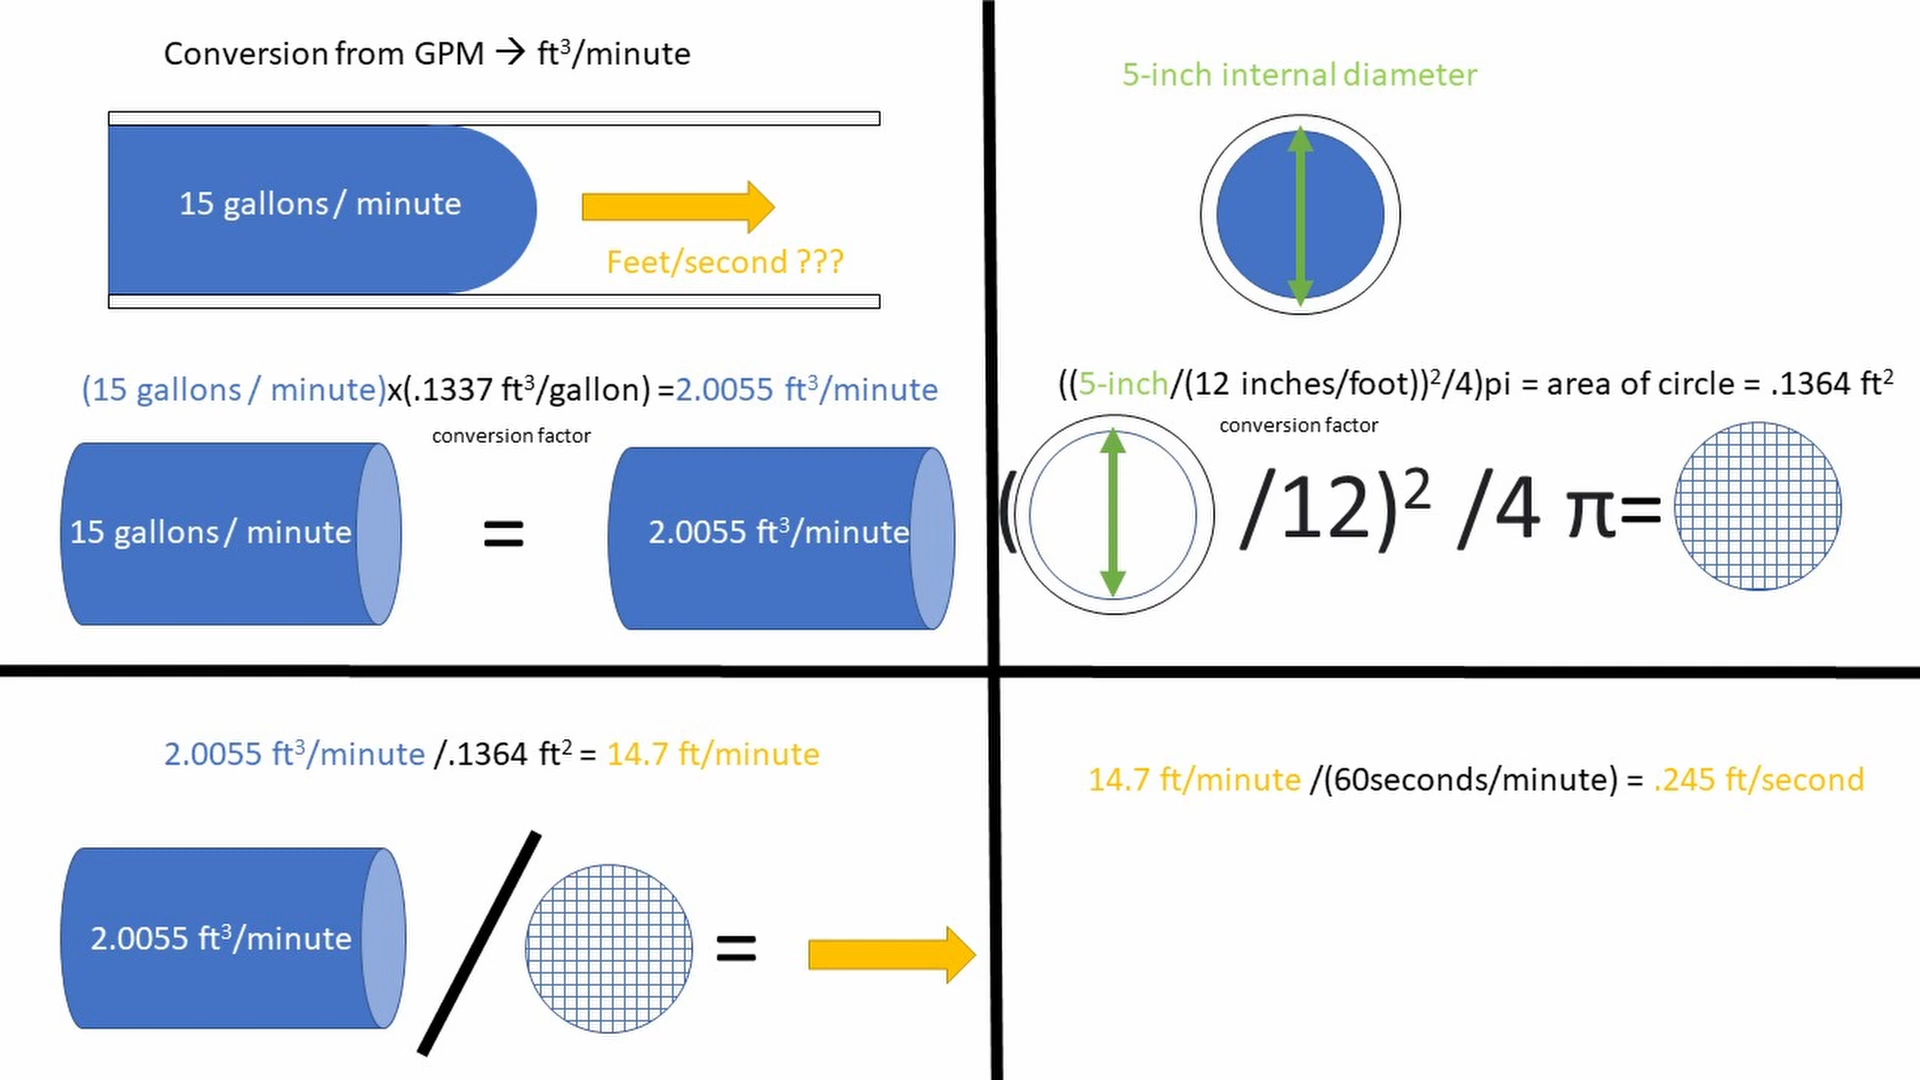 Conversion from GPM → ft³/minute
15 gallons / minute
Feet/second ???
(15 gallons / minute)x(.1337 ft³/gallon) =2.0055 ft³/minute
conversion factor
15 gallons / minute
=
2.0055 ft³/minute
5-inch internal diameter
((5-inch/(12 inches/foot))²/4)pi = area of circle = .1364 ft²
conversion factor
( /12)² /4 π=
2.0055 ft³/minute /.1364 ft² = 14.7 ft/minute
2.0055 ft³/minute
/ =
14.7 ft/minute /(60seconds/minute) = .245 ft/second